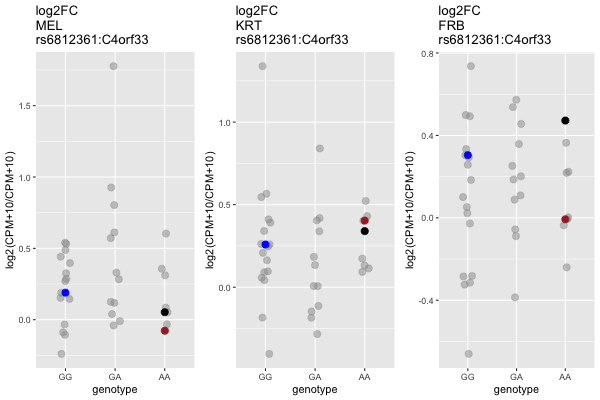 log2FC
MEL
rs6812361:C4orf33
log2(CPM+10/CPM+10)
1.5
1.0
0.5
0.0
GG GA AA
genotype
log2FC
KRT
rs6812361:C4orf33
log2(CPM+10/CPM+10)
1.0
0.5
0.0
GG GA AA
genotype
log2FC
FRB
rs6812361:C4orf33
log2(CPM+10/CPM+10)
0.8
0.4
0.0
-0.4
GG GA AA
genotype